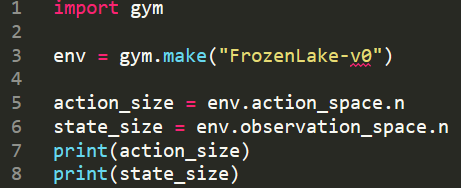 1 import gym
2
3 env = gym.make("FrozenLake-v0")
4
5 action_size = env.action_space.n
6 state_size = env.observation_space.n
7 print(action_size)
8 print(state_size)